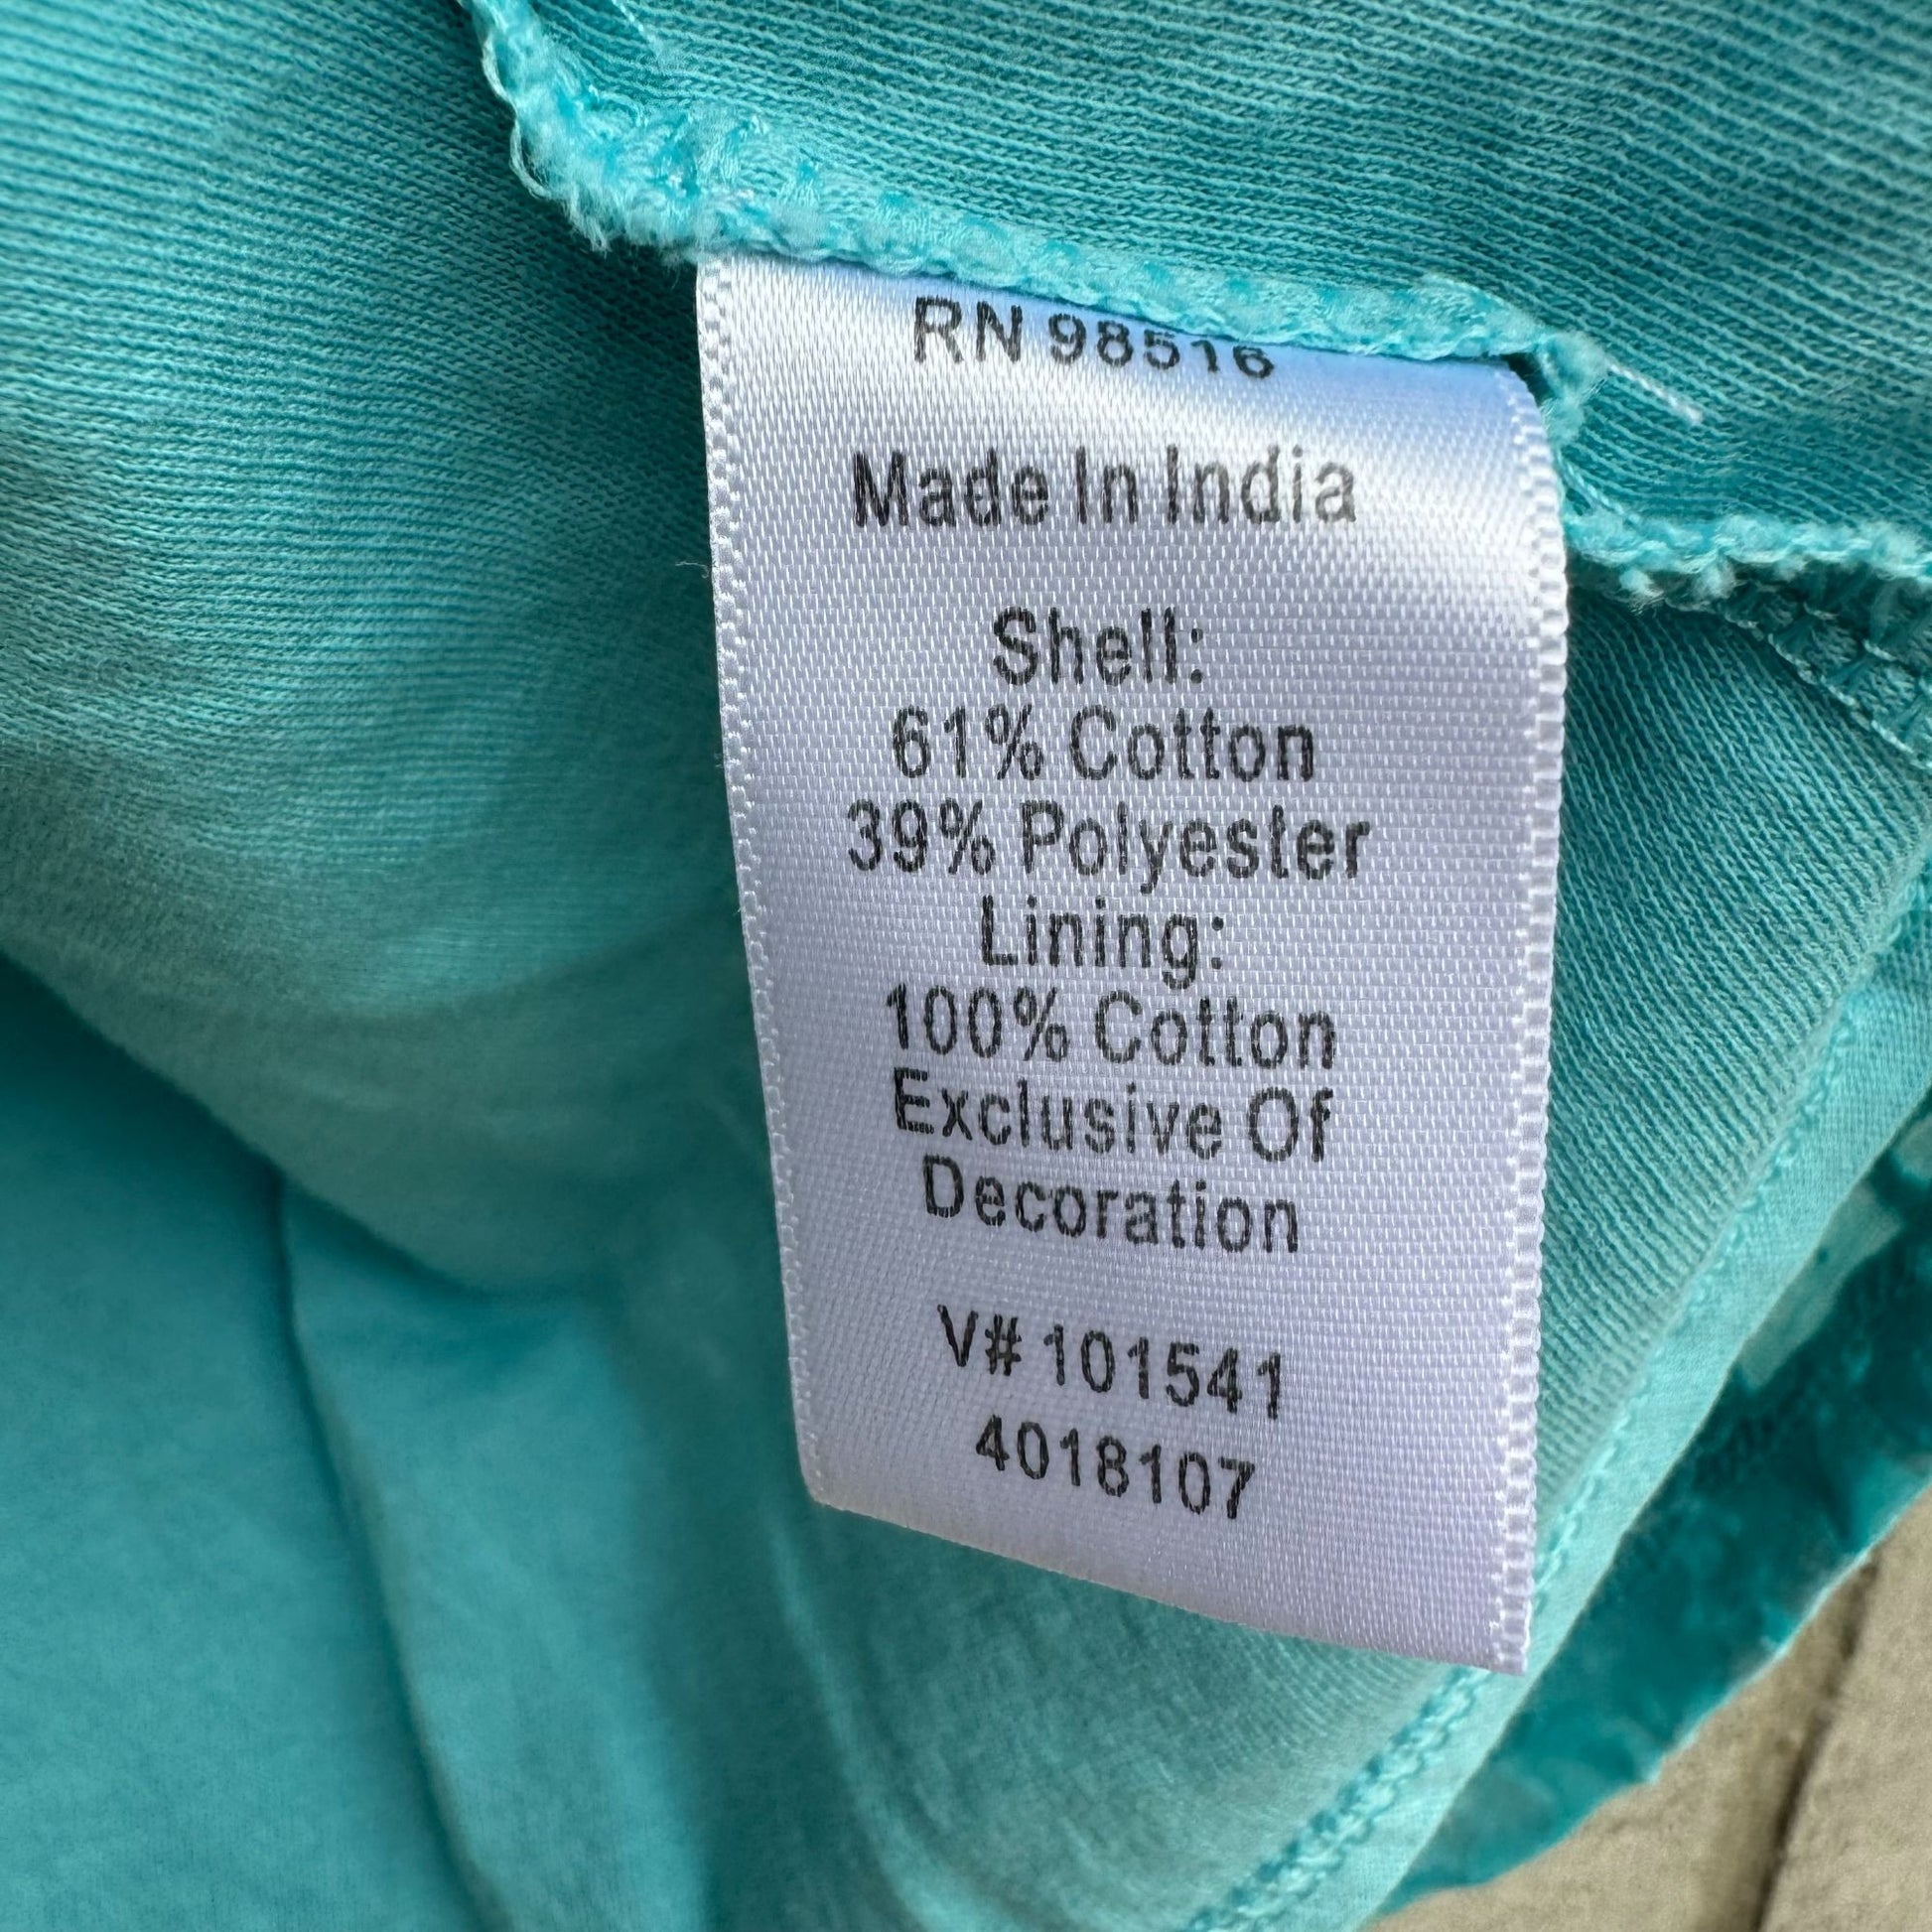 RN 98516
Made In India
Shell:
61% Cotton
39% Polyester
Lining:
100% Cotton
Exclusive Of
Decoration
V# 101541
4018107